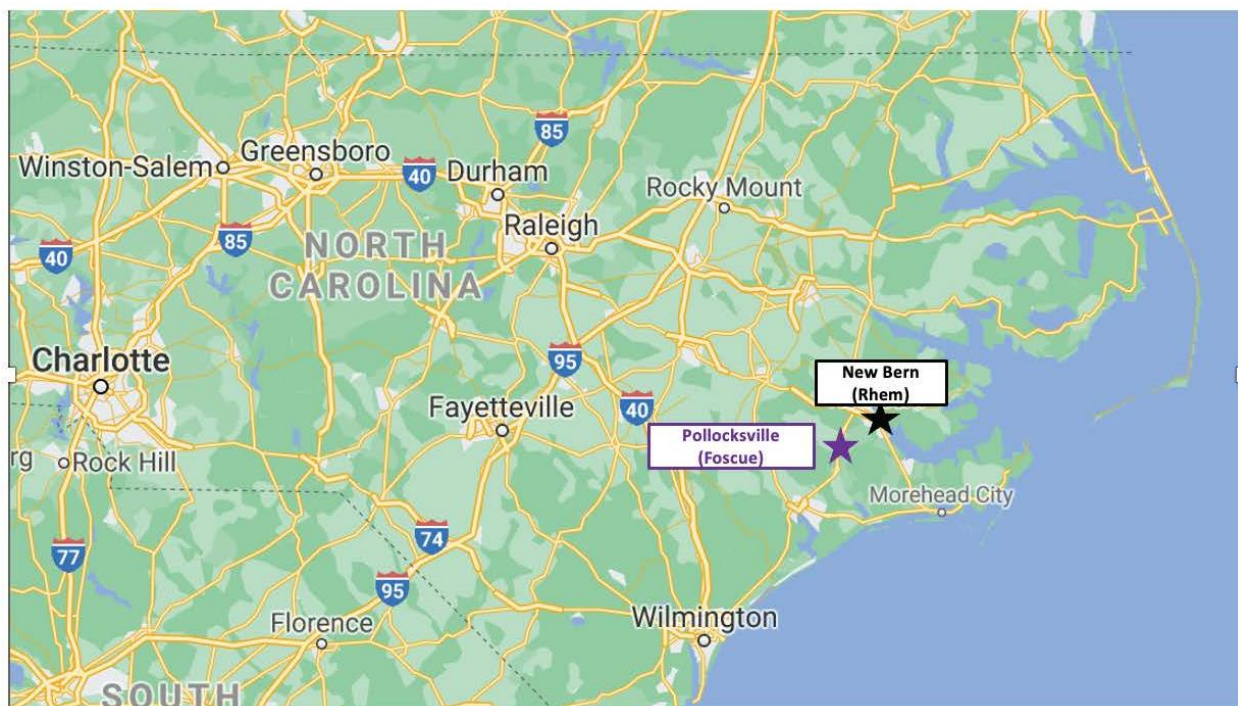 85
Winston-Salem
Greensboro
40
Durham
Rocky Mount
Raleigh
40
85
NORTH
CAROLINA
Charlotte
95
New Bern
(Rhem)
Fayetteville
40
Pollocksville
(Foscue)
rg
Rock Hill
Morehead City
74
77
95
Florence
Wilmington
SOUTH